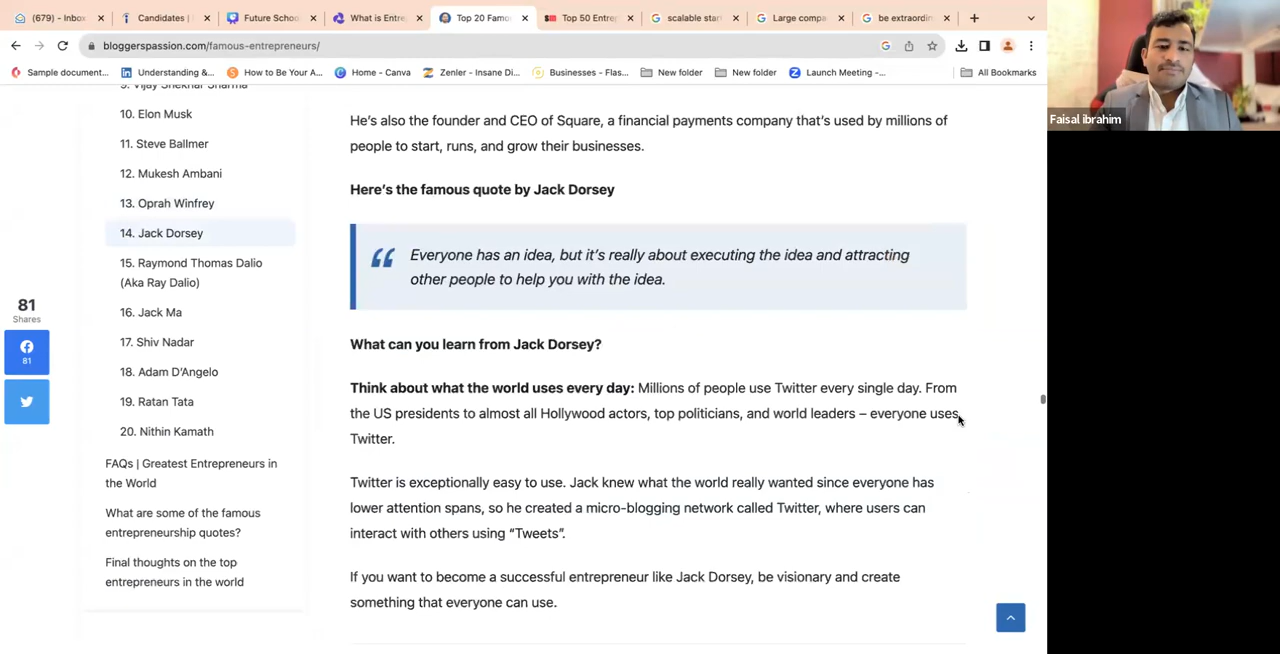 (679) - Inbox
Candidates |
Future Schoo
What is Entre
Top 20 Famo
Top 50 Entrep
scalable star
Large compa
be extraordin
bloggerspassion.com/famous-entrepreneurs/
Sample document...
Understanding &...
How to Be Your A...
Home - Canva
Zenler - Insane Di...
Businesses - Flas...
New folder
New folder
Launch Meeting -...
All Bookmarks
9. Vijay Shekhar Sharma
10. Elon Musk
11. Steve Ballmer
12. Mukesh Ambani
13. Oprah Winfrey
14. Jack Dorsey
15. Raymond Thomas Dalio
(Aka Ray Dalio)
16. Jack Ma
17. Shiv Nadar
18. Adam D'Angelo
19. Ratan Tata
20. Nithin Kamath
FAQs | Greatest Entrepreneurs in
the World
What are some of the famous
entrepreneurship quotes?
Final thoughts on the top
entrepreneurs in the world
81
Shares
81
He's also the founder and CEO of Square, a financial payments company that's used by millions of
people to start, runs, and grow their businesses.
Here's the famous quote by Jack Dorsey
“ Everyone has an idea, but it's really about executing the idea and attracting
other people to help you with the idea.
What can you learn from Jack Dorsey?
Think about what the world uses every day: Millions of people use Twitter every single day. From
the US presidents to almost all Hollywood actors, top politicians, and world leaders – everyone uses
Twitter.
Twitter is exceptionally easy to use. Jack knew what the world really wanted since everyone has
lower attention spans, so he created a micro-blogging network called Twitter, where users can
interact with others using “Tweets”.
If you want to become a successful entrepreneur like Jack Dorsey, be visionary and create
something that everyone can use.
Faisal ibrahim